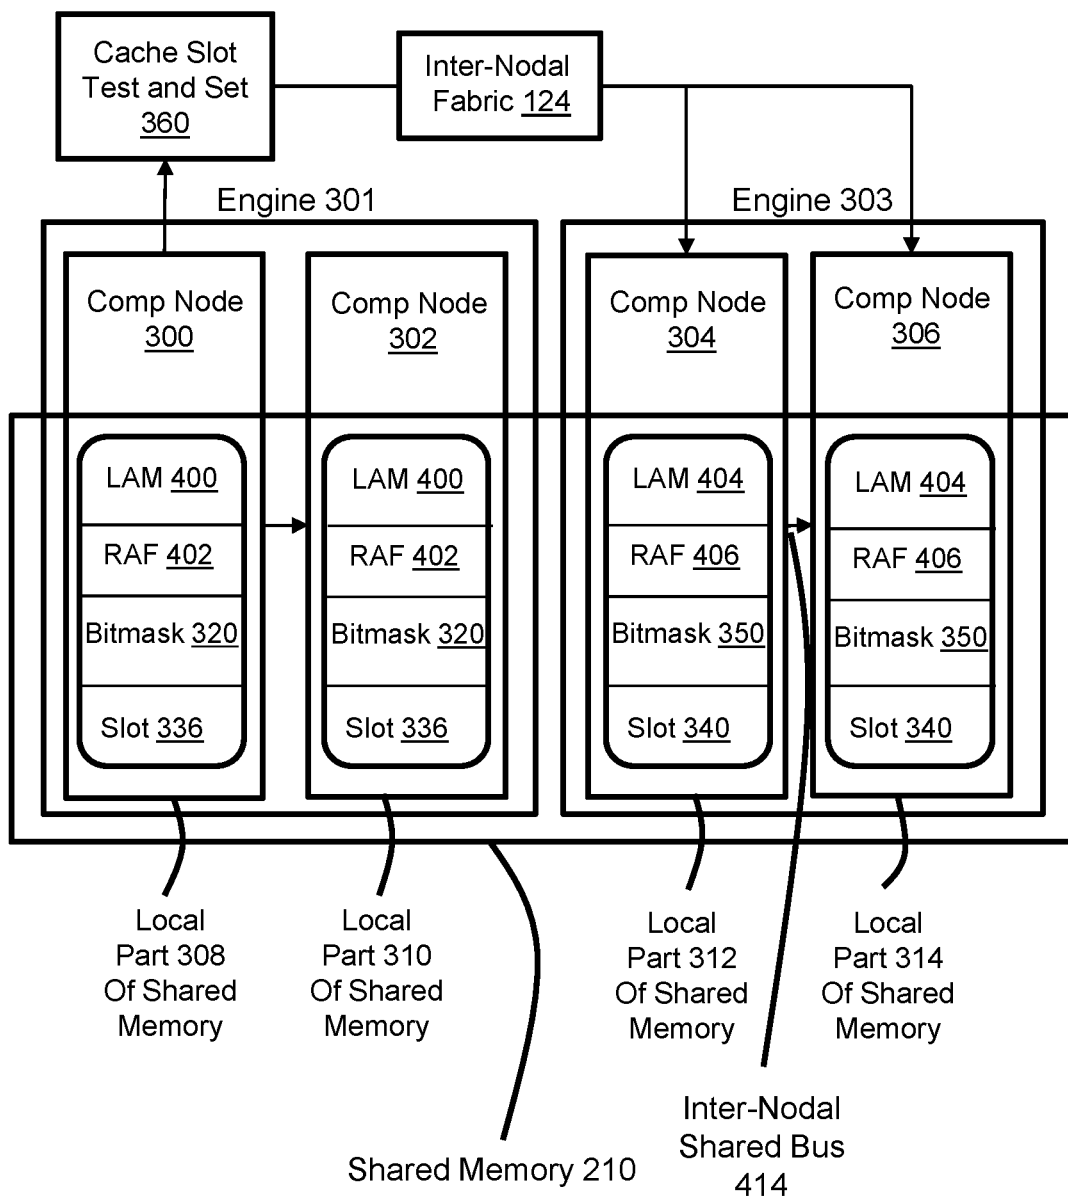 Cache Slot
Test and Set
360
Inter-Nodal
Fabric 124
Engine 301
Engine 303
Comp Node
300
Comp Node
302
Comp Node
304
Comp Node
306
LAM 400
RAF 402
Bitmask 320
Slot 336
LAM 400
RAF 402
Bitmask 320
Slot 336
LAM 404
RAF 406
Bitmask 350
Slot 340
LAM 404
RAF 406
Bitmask 350
Slot 340
Local
Part 308
Of Shared
Memory
Local
Part 310
Of Shared
Memory
Local
Part 312
Of Shared
Memory
Local
Part 314
Of Shared
Memory
Shared Memory 210
Inter-Nodal
Shared Bus
414